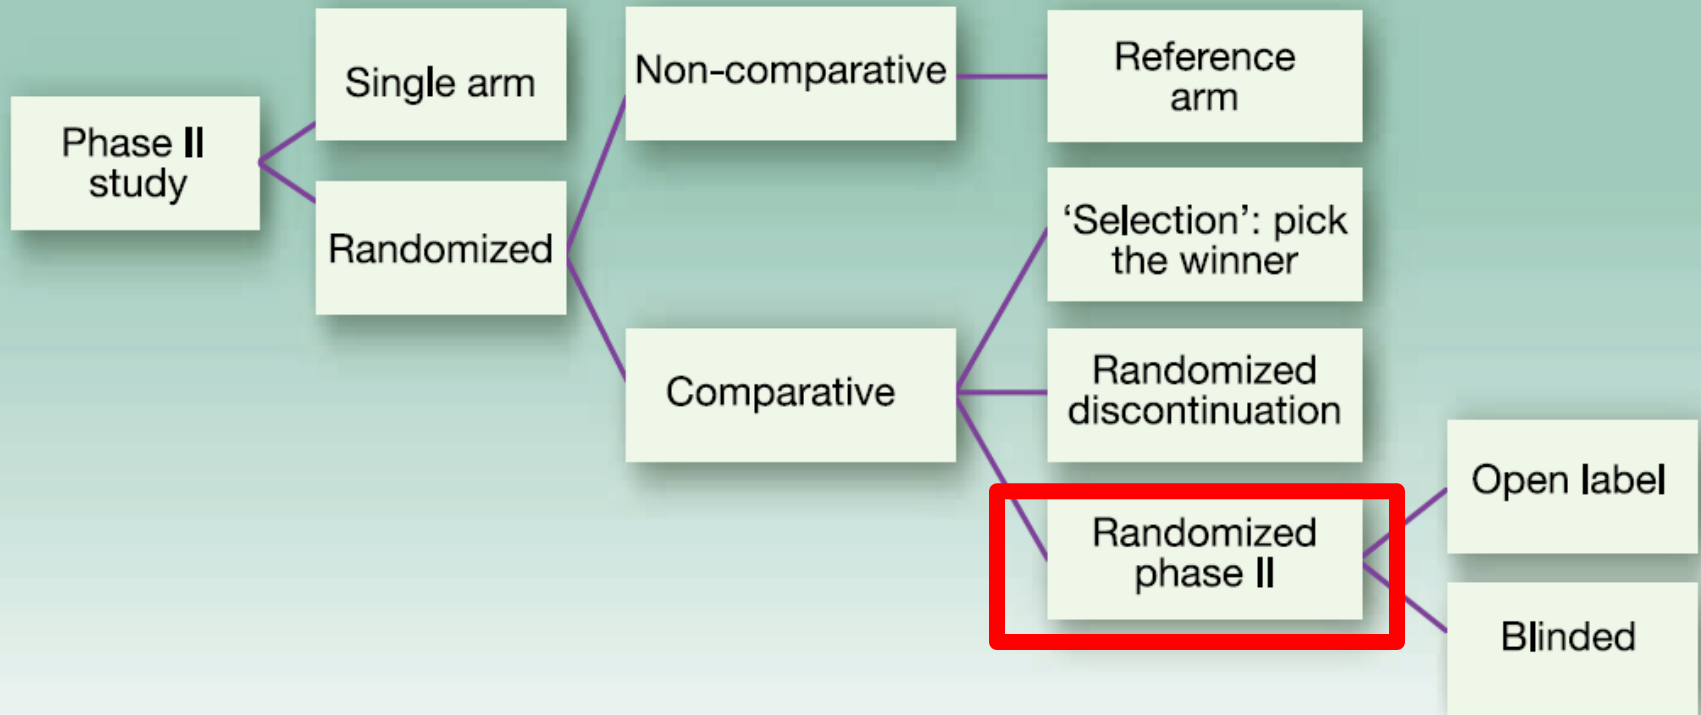 Phase II
study
Single arm
Randomized
Non-comparative
Comparative
Reference
arm
‘Selection’: pick
the winner
Randomized
discontinuation
Randomized
phase II
Open label
Blinded